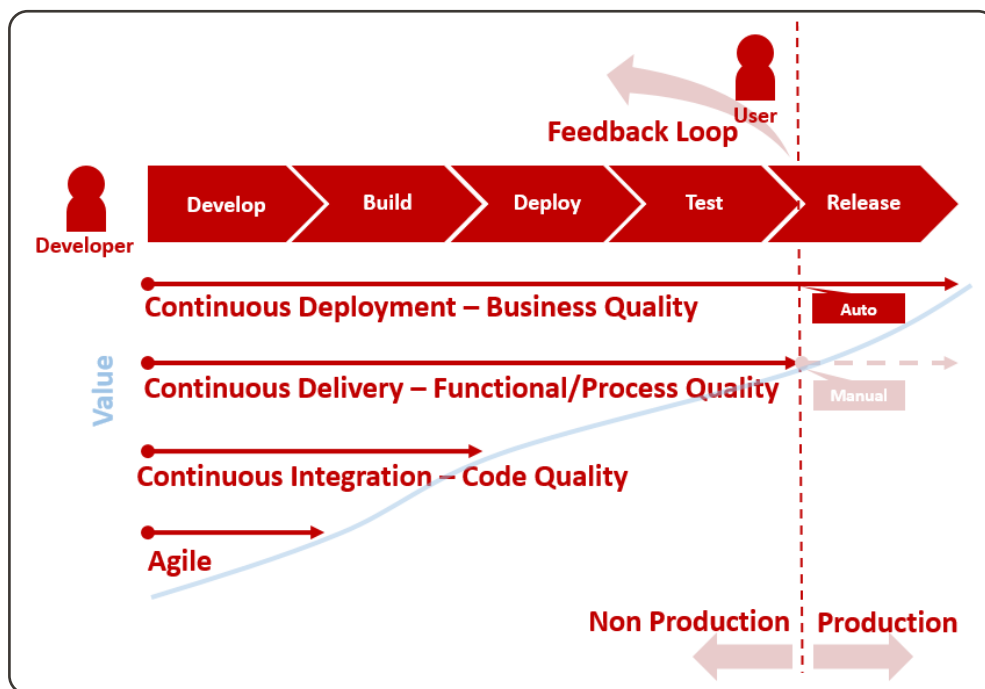 User
Feedback Loop
Developer
Develop
Build
Deploy
Test
Release
Continuous Deployment – Business Quality
Auto
Value
Continuous Delivery – Functional/Process Quality
Manual
Continuous Integration – Code Quality
Agile
Non Production
Production